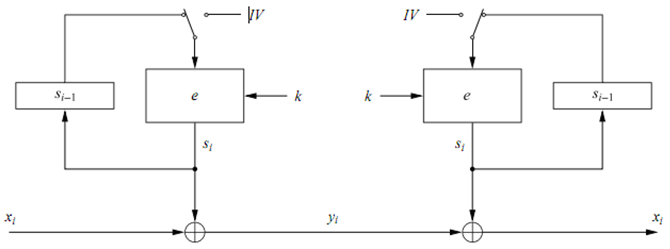 IV IV
s_{i−1} e k k e s_{i−1}
s_i s_i
x_i y_i x_i